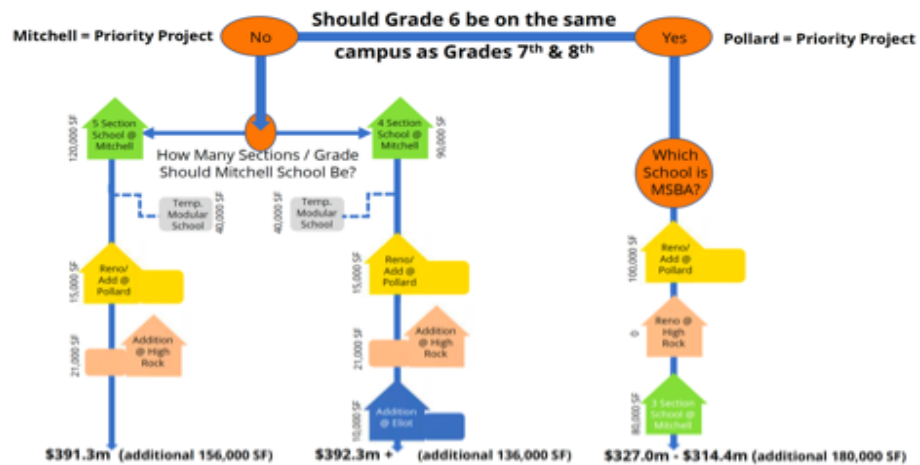 Should Grade 6 be on the same
campus as Grades 7th & 8th
Mitchell = Priority Project
No
Yes
Pollard = Priority Project
5 Section
School @
Mitchell
120,000 SF
4 Section
School @
Mitchell
90,000 SF
How Many Sections / Grade
Should Mitchell School Be?
Which
School is
MSBA?
Temp.
Modular
School
40,000 SF
Temp.
Modular
School
40,000 SF
Reno/
Add @
Pollard
15,000 SF
Reno/
Add @
Pollard
15,000 SF
Reno/
Add @
Pollard
100,000 SF
Addition
@ High
Rock
21,000 SF
Addition
@ High
Rock
21,000 SF
Reno @
High
Rock
0
Addition
@ Eliot
10,000 SF
3 Section
School @
Mitchell
80,000 SF
$391.3m (additional 156,000 SF)
$392.3m + (additional 136,000 SF)
$327.0m - $314.4m (additional 180,000 SF)